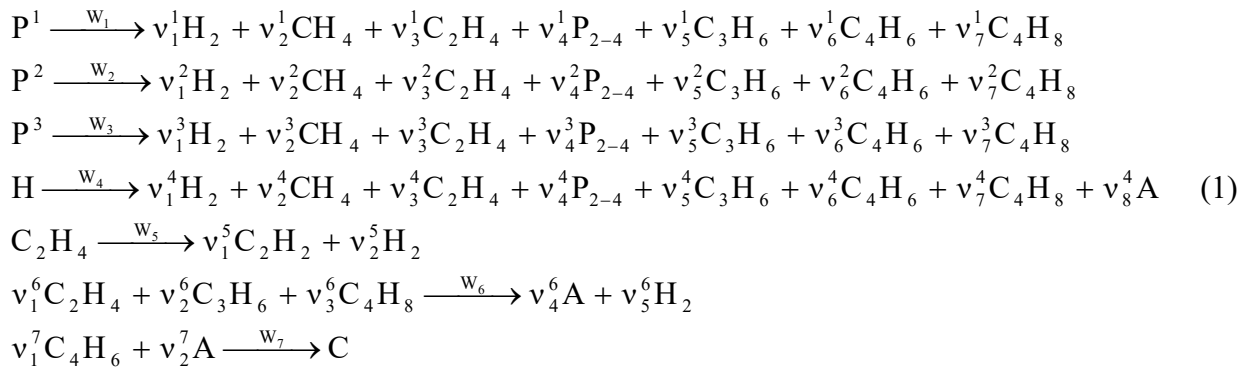 P¹ —W₁→ ν₁¹H₂ + ν₂¹CH₄ + ν₃¹C₂H₄ + ν₄¹P₂₋₄ + ν₅¹C₃H₆ + ν₆¹C₄H₆ + ν₇¹C₄H₈
P² —W₂→ ν₁²H₂ + ν₂²CH₄ + ν₃²C₂H₄ + ν₄²P₂₋₄ + ν₅²C₃H₆ + ν₆²C₄H₆ + ν₇²C₄H₈
P³ —W₃→ ν₁³H₂ + ν₂³CH₄ + ν₃³C₂H₄ + ν₄³P₂₋₄ + ν₅³C₃H₆ + ν₆³C₄H₆ + ν₇³C₄H₈
H —W₄→ ν₁⁴H₂ + ν₂⁴CH₄ + ν₃⁴C₂H₄ + ν₄⁴P₂₋₄ + ν₅⁴C₃H₆ + ν₆⁴C₄H₆ + ν₇⁴C₄H₈ + ν₈⁴A (1)
C₂H₄ —W₅→ ν₁⁵C₂H₂ + ν₂⁵H₂
ν₁⁶C₂H₄ + ν₂⁶C₃H₆ + ν₃⁶C₄H₈ —W₆→ ν₄⁶A + ν₅⁶H₂
ν₁⁷C₄H₆ + ν₂⁷A —W₇→ C